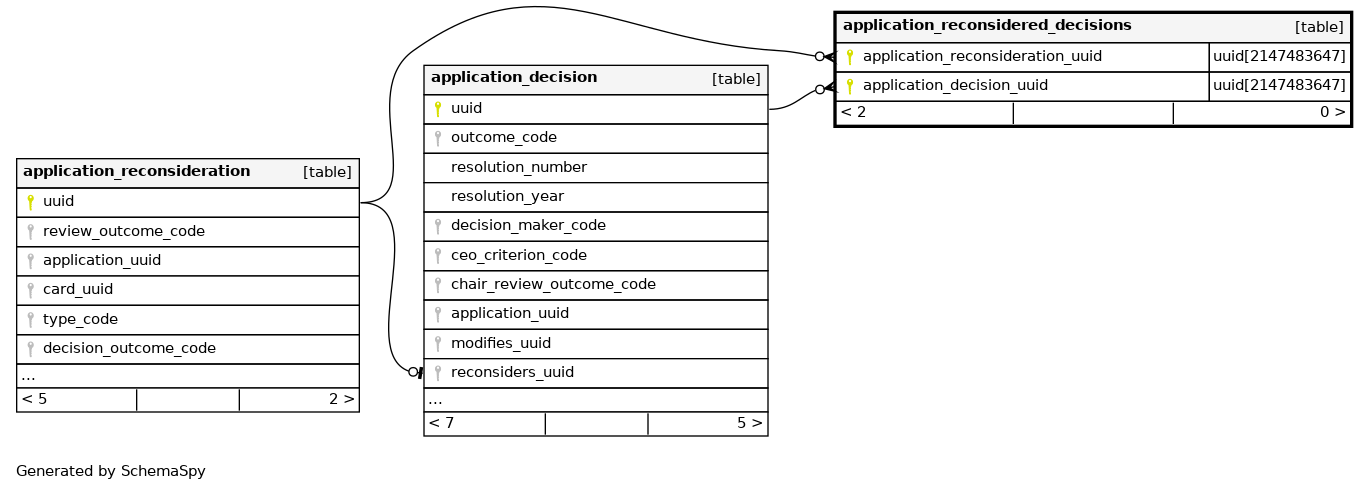 application_reconsidered_decisions [table]
application_reconsideration_uuid uuid[2147483647]
application_decision_uuid uuid[2147483647]
< 2 0 >
application_decision [table]
uuid
outcome_code
resolution_number
resolution_year
decision_maker_code
ceo_criterion_code
chair_review_outcome_code
application_uuid
modifies_uuid
reconsiders_uuid
...
< 7 5 >
application_reconsideration [table]
uuid
review_outcome_code
application_uuid
card_uuid
type_code
decision_outcome_code
...
< 5 2 >
Generated by SchemaSpy